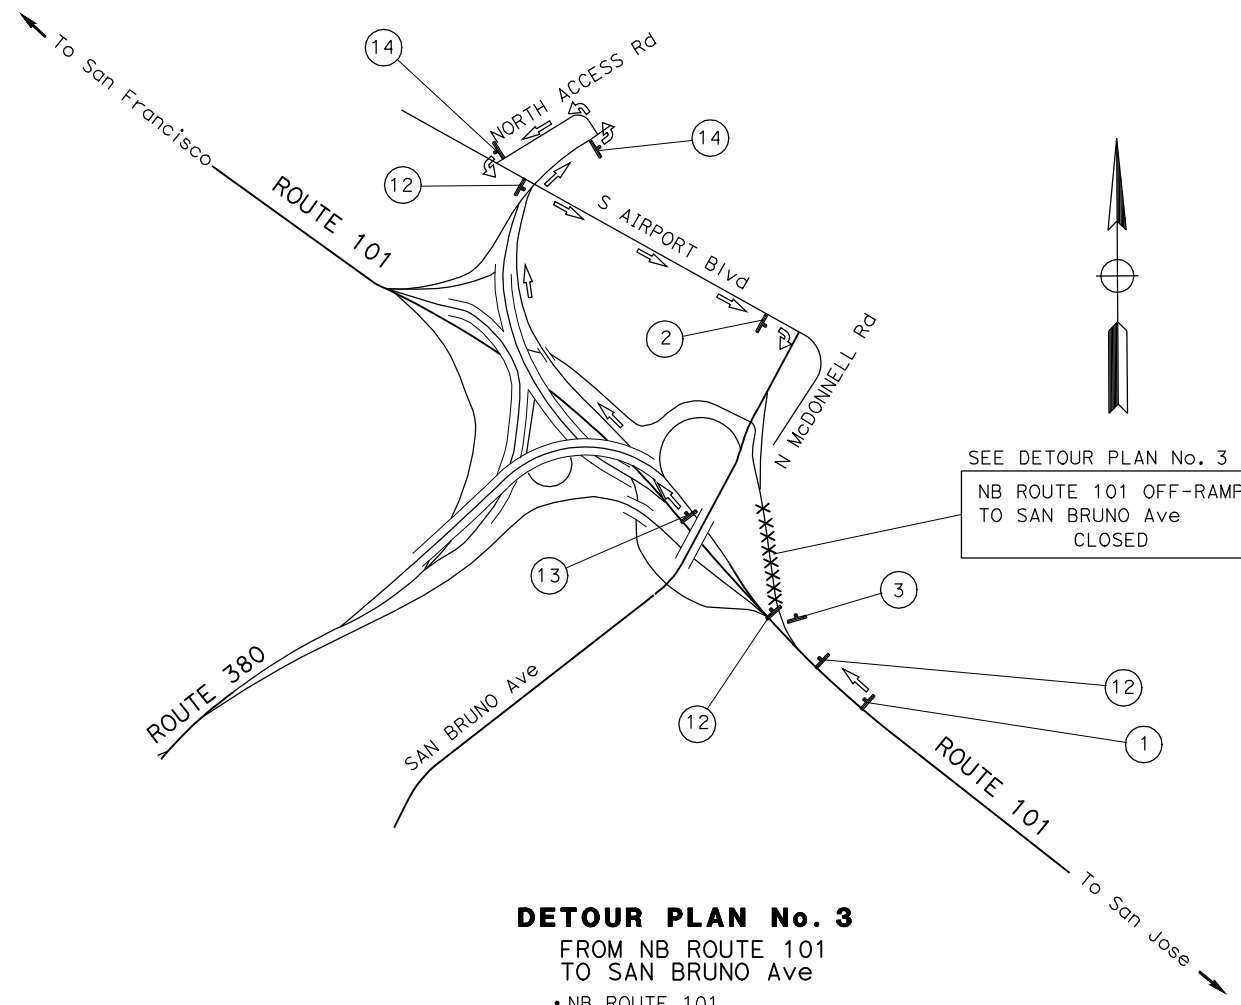 To San Francisco
14
NORTH ACCESS Rd
14
12
ROUTE 101
S AIRPORT Blvd
2
N McDONNELL Rd
SEE DETOUR PLAN No. 3
NB ROUTE 101 OFF-RAMP
TO SAN BRUNO Ave
CLOSED
13
3
12
12
1
ROUTE 380
SAN BRUNO Ave
ROUTE 101
To San Jose
DETOUR PLAN No. 3
FROM NB ROUTE 101
TO SAN BRUNO Ave
• NB ROUTE 101